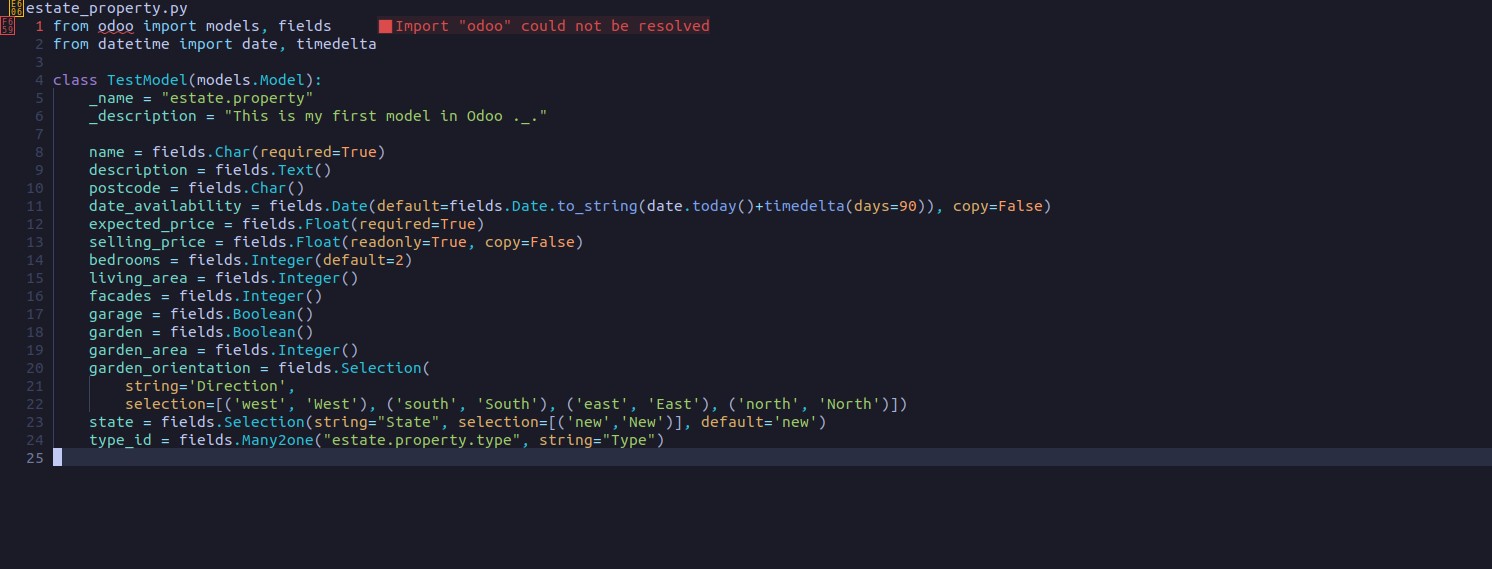 E6
06
estate_property.py
F6
59
1 from odoo import models, fields Import "odoo" could not be resolved
2 from datetime import date, timedelta
3
4 class TestModel(models.Model):
5 _name = "estate.property"
6 _description = "This is my first model in Odoo ._."
7
8 name = fields.Char(required=True)
9 description = fields.Text()
10 postcode = fields.Char()
11 date_availability = fields.Date(default=fields.Date.to_string(date.today()+timedelta(days=90)), copy=False)
12 expected_price = fields.Float(required=True)
13 selling_price = fields.Float(readonly=True, copy=False)
14 bedrooms = fields.Integer(default=2)
15 living_area = fields.Integer()
16 facades = fields.Integer()
17 garage = fields.Boolean()
18 garden = fields.Boolean()
19 garden_area = fields.Integer()
20 garden_orientation = fields.Selection(
21 string='Direction',
22 selection=[('west', 'West'), ('south', 'South'), ('east', 'East'), ('north', 'North')])
23 state = fields.Selection(string="State", selection=[('new','New')], default='new')
24 type_id = fields.Many2one("estate.property.type", string="Type")
25